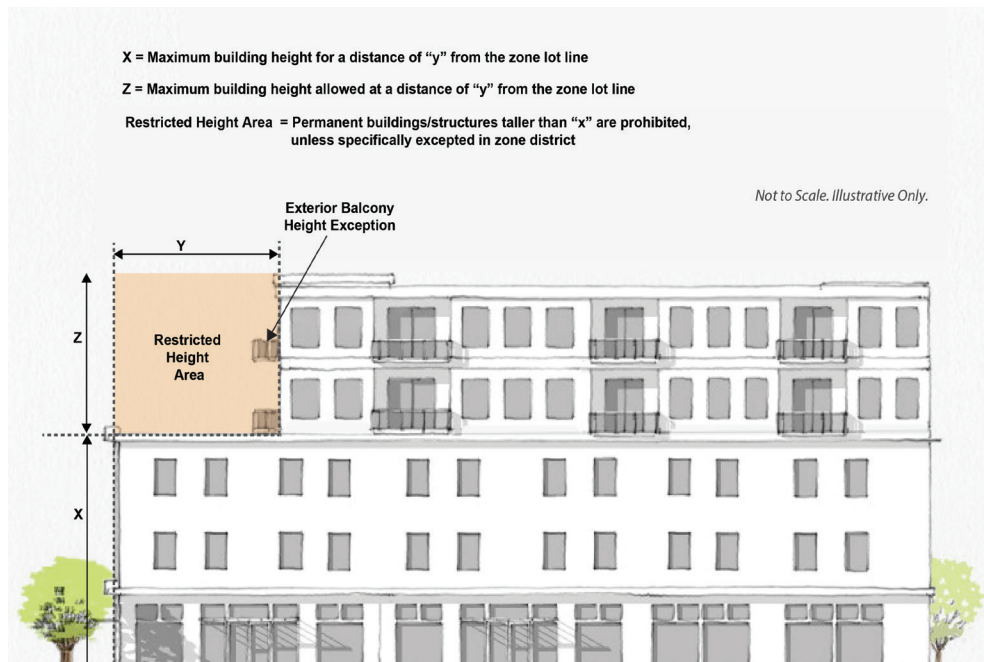 X = Maximum building height for a distance of “y” from the zone lot line
Z = Maximum building height allowed at a distance of “y” from the zone lot line
Restricted Height Area = Permanent buildings/structures taller than “x” are prohibited,
unless specifically excepted in zone district
Not to Scale. Illustrative Only.
Exterior Balcony
Height Exception
Y
Z
Restricted
Height
Area
X